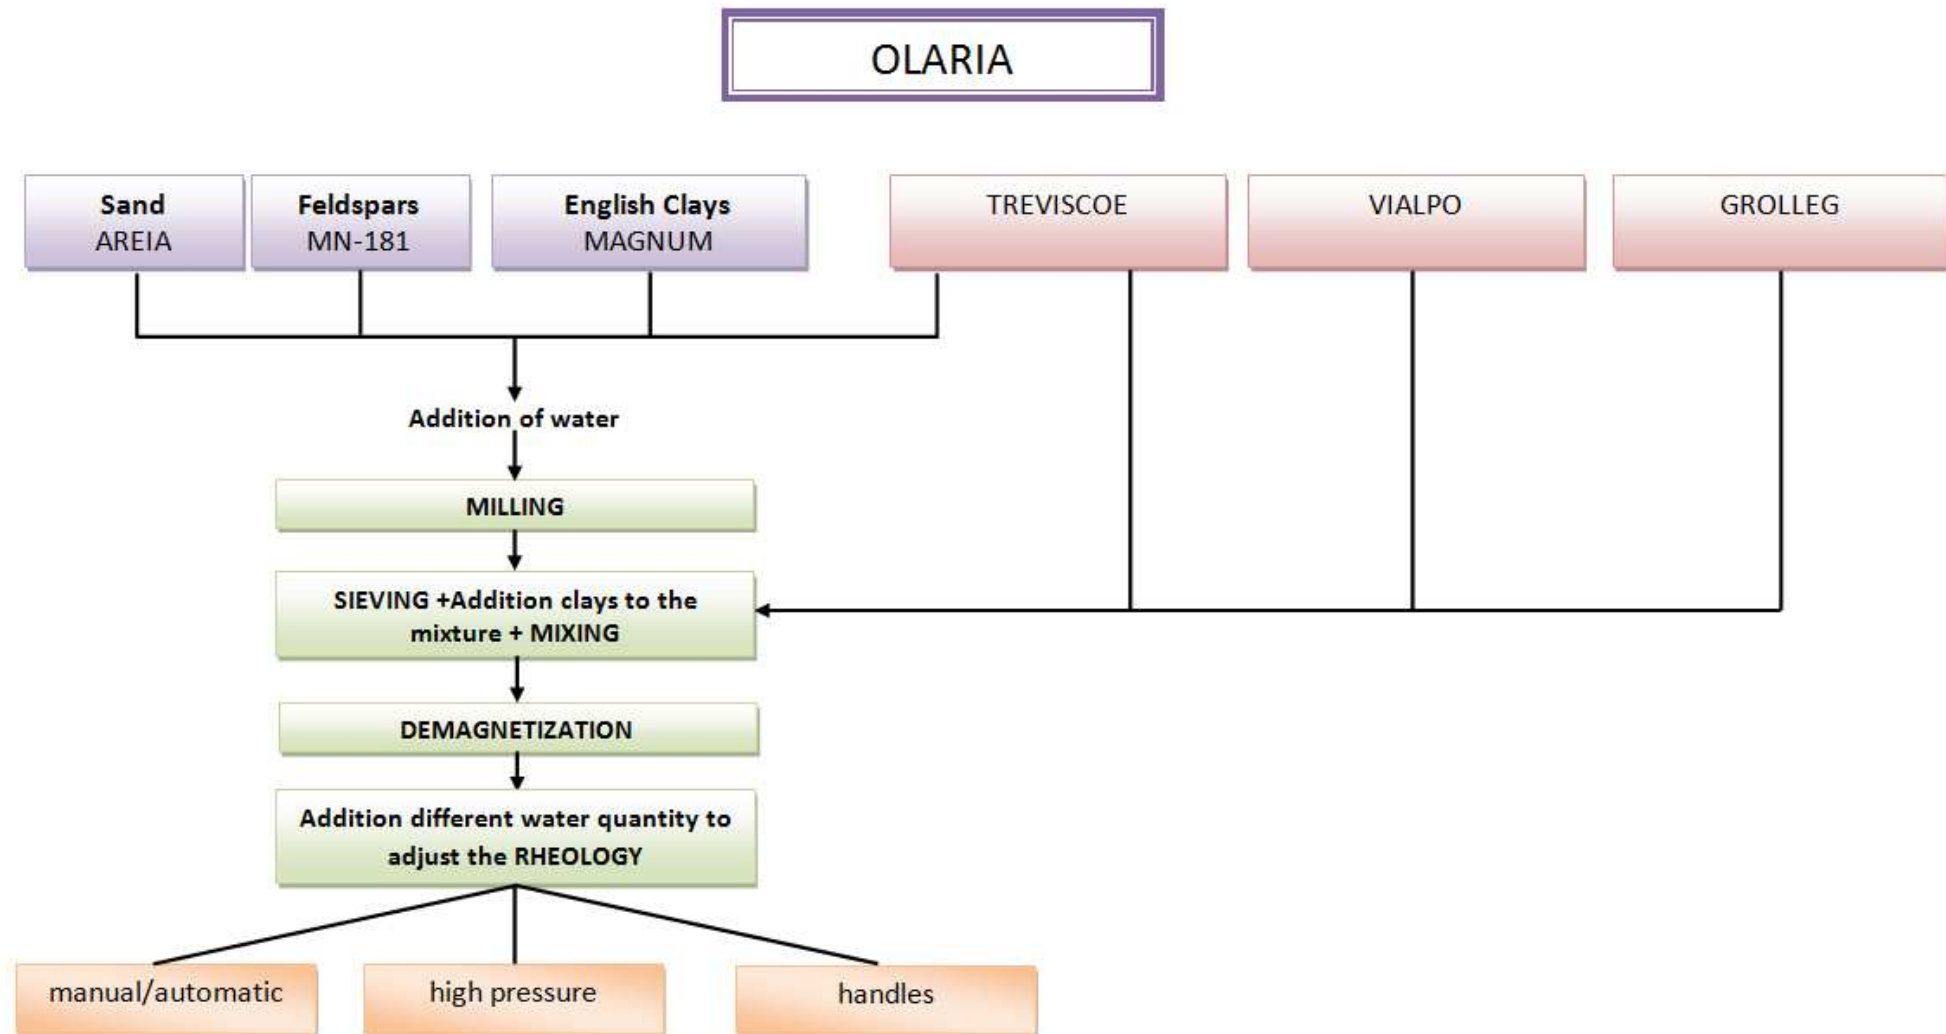 OLARIA
Sand
AREIA
Feldspars
MN-181
English Clays
MAGNUM
TREVISCOE
VIALPO
GROLLEG
Addition of water
MILLING
SIEVING +Addition clays to the
mixture + MIXING
DEMAGNETIZATION
Addition different water quantity to
adjust the RHEOLOGY
manual/automatic
high pressure
handles